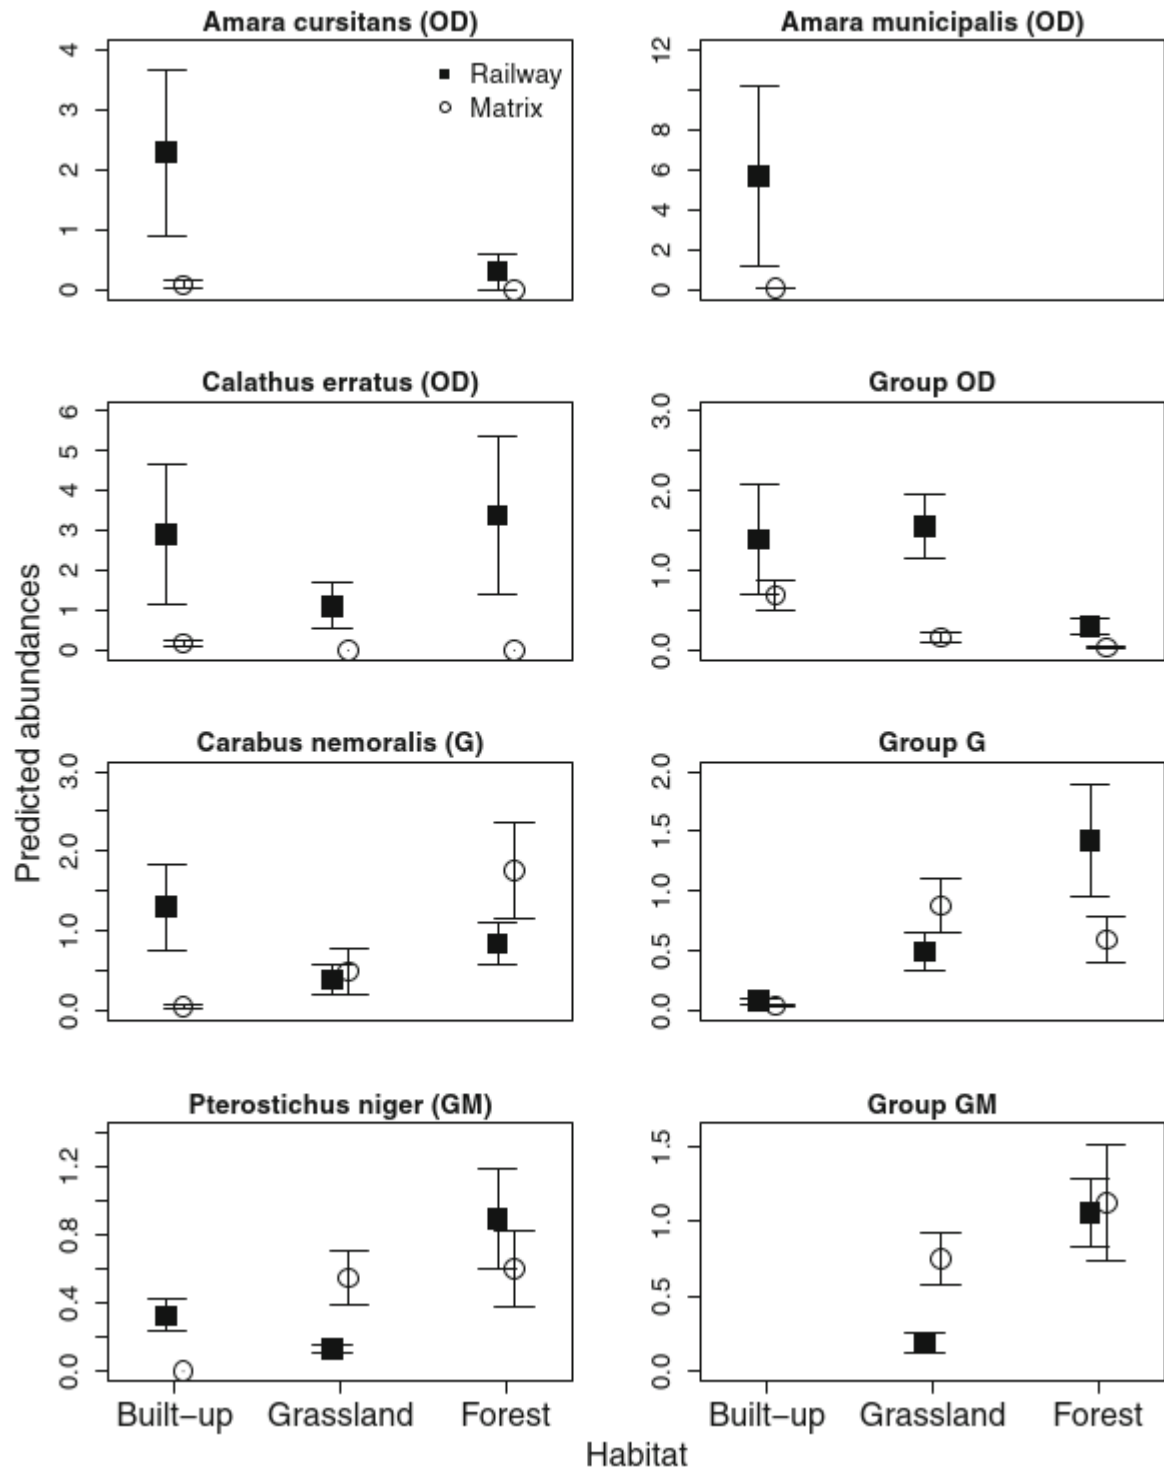 Amara cursitans (OD)
Amara municipalis (OD)
4
3
2
1
0
Railway
Matrix
12
8
6
4
2
0
Calathus erratus (OD)
Group OD
6
5
4
3
2
1
0
3.0
2.0
1.0
0.0
Predicted abundances
Carabus nemoralis (G)
Group G
3.0
2.0
1.0
0.0
2.0
1.5
1.0
0.5
0.0
Pterostichus niger (GM)
Group GM
1.2
0.8
0.4
0.0
1.5
1.0
0.5
0.0
Built–up
Grassland
Forest
Built–up
Grassland
Forest
Habitat